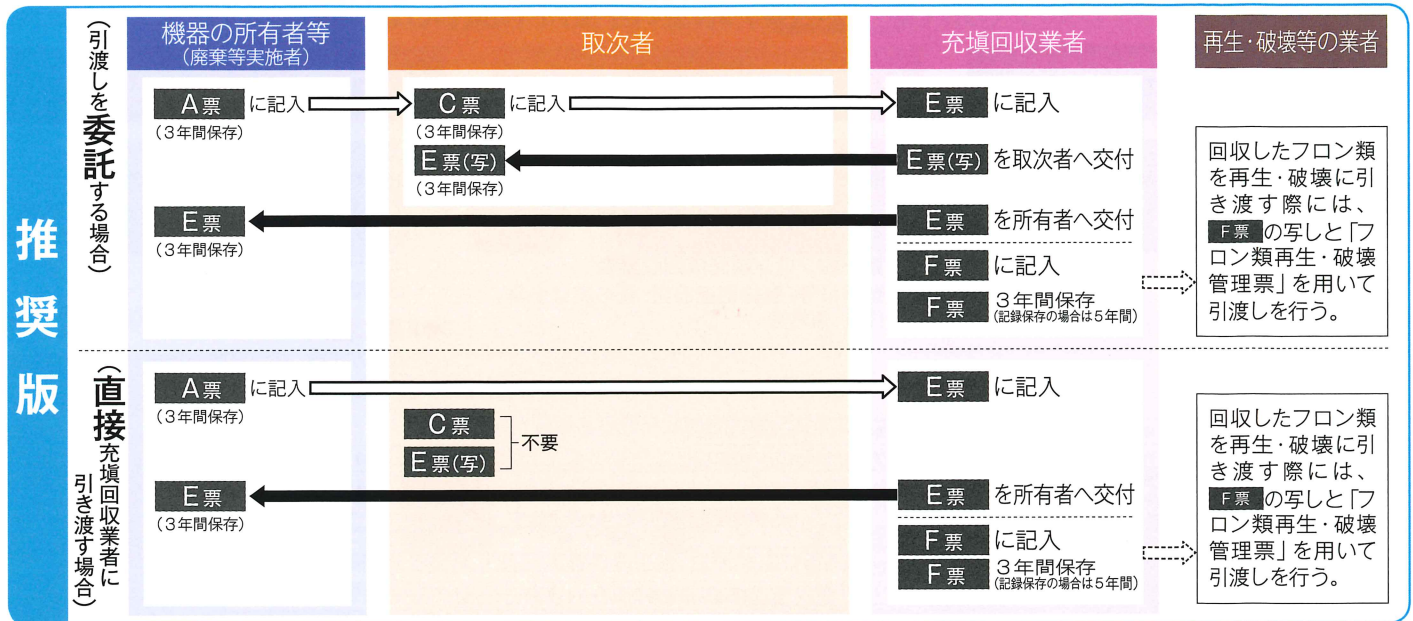 推奨版
機器の所有者等
(廃棄等実施者)
取次者
充塡回収業者
再生・破壊等の業者
(引渡しを委託する場合)
A票 に記入
(3年間保存)
C票 に記入
(3年間保存)
E票 に記入
E票(写)
(3年間保存)
E票(写) を取次者へ交付
E票
(3年間保存)
E票 を所有者へ交付
F票 に記入
F票 3年間保存
(記録保存の場合は5年間)
回収したフロン類
を再生・破壊に引
き渡す際には、
F票 の写しと「フ
ロン類再生・破壊
管理票」を用いて
引渡しを行う。
(直接充塡回収業者に
引き渡す場合)
A票 に記入
(3年間保存)
E票 に記入
C票
E票(写)
不要
E票
(3年間保存)
E票 を所有者へ交付
F票 に記入
F票 3年間保存
(記録保存の場合は5年間)
回収したフロン類
を再生・破壊に引
き渡す際には、
F票 の写しと「フ
ロン類再生・破壊
管理票」を用いて
引渡しを行う。